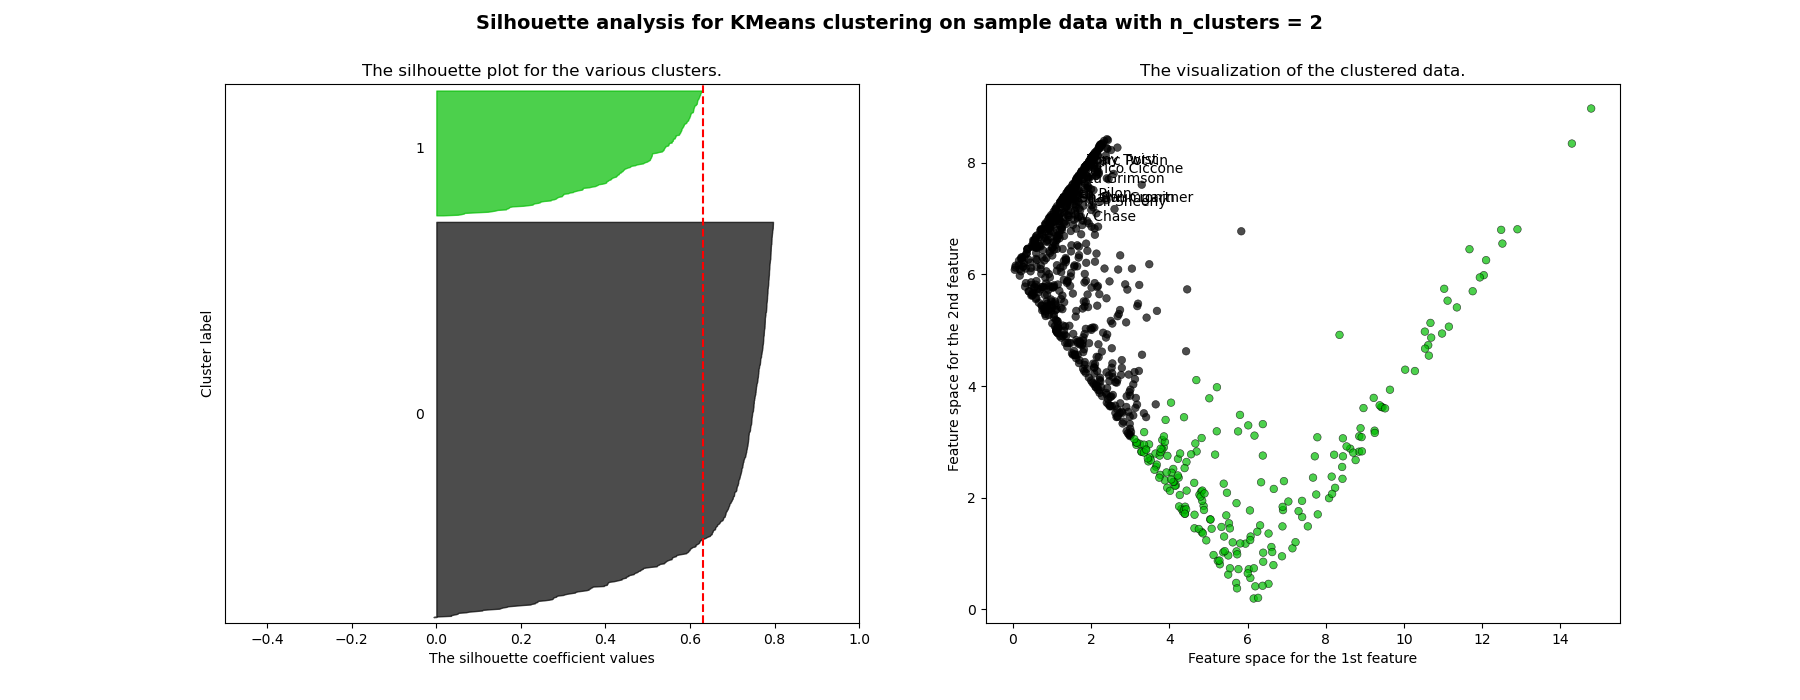 Silhouette analysis for KMeans clustering on sample data with n_clusters = 2
The silhouette plot for the various clusters.
1
0
Cluster label
−0.4 −0.2 0.0 0.2 0.4 0.6 0.8 1.0
The silhouette coefficient values
The visualization of the clustered data.
Twist
Ciccone
Grimson
Pilon
Chase
8
6
4
2
0
Feature space for the 2nd feature
0 2 4 6 8 10 12 14
Feature space for the 1st feature